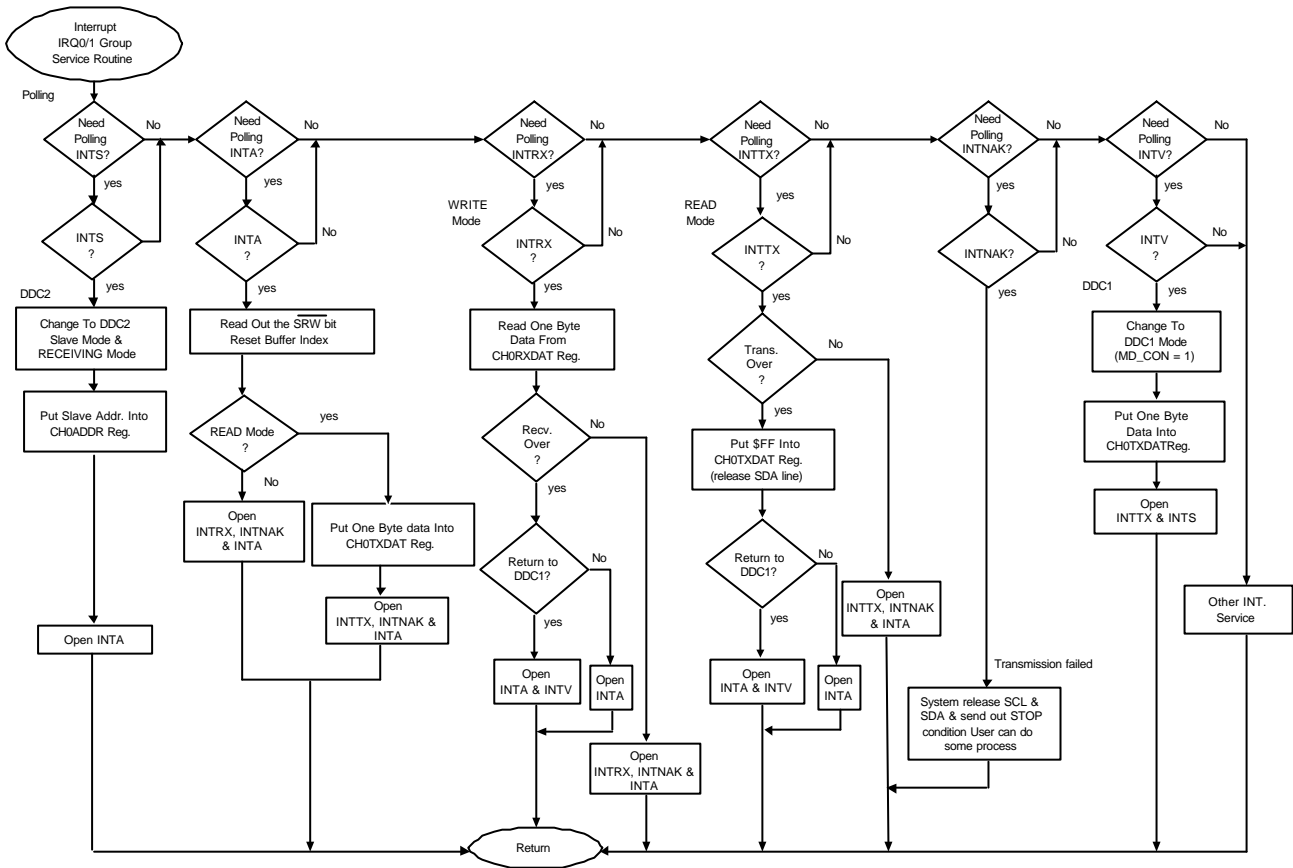 Interrupt
IRQ0/1 Group
Service Routine
Polling
Need
Polling
INTS?
No
yes
INTS
?
No
yes
DDC2
Change To DDC2
Slave Mode &
RECEIVING Mode
Put Slave Addr. Into
CH0ADDR Reg.
Open INTA
Need
Polling
INTA?
No
yes
INTA
?
No
yes
Read Out the SRW bit
Reset Buffer Index
READ Mode
?
yes
No
Open
INTRX, INTNAK
& INTA
Put One Byte data Into
CH0TXDAT Reg.
Open
INTTX, INTNAK &
INTA
Need
Polling
INTRX?
No
yes
WRITE
Mode
INTRX
?
No
yes
Read One Byte
Data From
CH0RXDAT Reg.
Recv.
Over
?
No
yes
Return to
DDC1?
No
yes
Open
INTA & INTV
Open
INTA
Open
INTRX, INTNAK &
INTA
Need
Polling
INTTX?
No
yes
READ
Mode
INTTX
?
No
yes
Trans.
Over
?
No
yes
Put $FF Into
CH0TXDAT Reg.
(release SDA line)
Return to
DDC1?
No
yes
Open
INTA & INTV
Open
INTA
Open
INTTX, INTNAK
& INTA
Need
Polling
INTNAK?
No
yes
INTNAK?
No
yes
Transmission failed
System release SCL &
SDA & send out STOP
condition User can do
some process
Need
Polling
INTV?
No
yes
INTV
?
No
yes
DDC1
Change To
DDC1 Mode
(MD_CON = 1)
Put One Byte
Data Into
CH0TXDATReg.
Open
INTTX & INTS
Other INT.
Service
Return